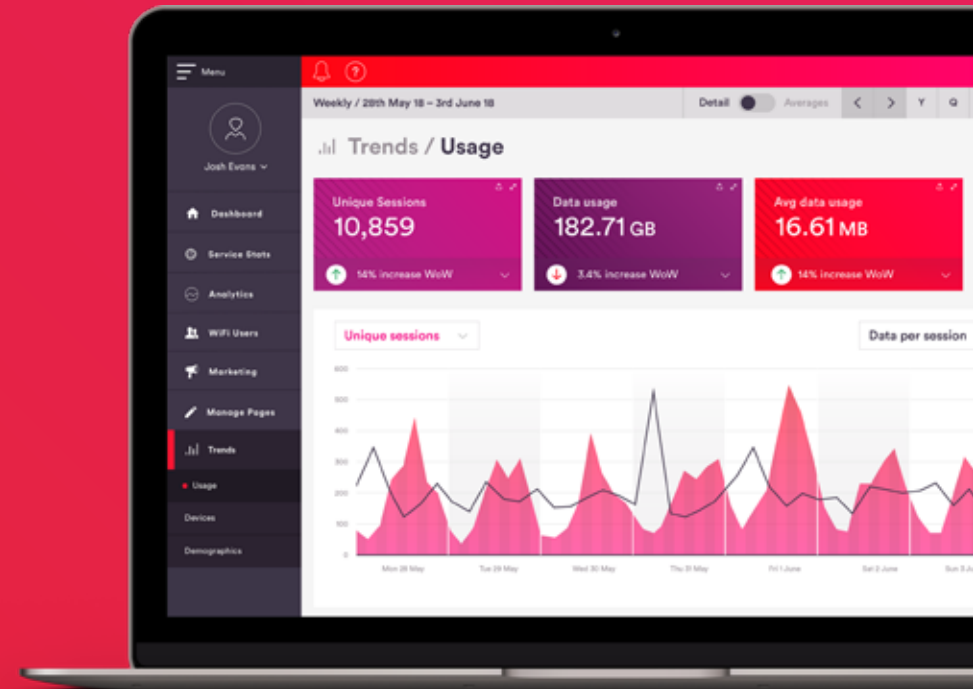 Menu
?
Weekly / 28th May 18 – 3rd June 18
Detail
Averages
Y
Q
Josh Evans
Trends / Usage
Unique Sessions
10,859
14% increase WoW
Data usage
182.71 GB
3.4% increase WoW
Avg data usage
16.61 MB
14% increase WoW
Dashboard
Service Stats
Analytics
WiFi Users
Marketing
Manage Pages
Trends
Usage
Devices
Demographics
Unique sessions
Data per session
600
500
400
300
200
100
0
Mon 28 May
Tue 29 May
Wed 30 May
Thu 31 May
Fri 1 June
Sat 2 June
Sun 3 Ju